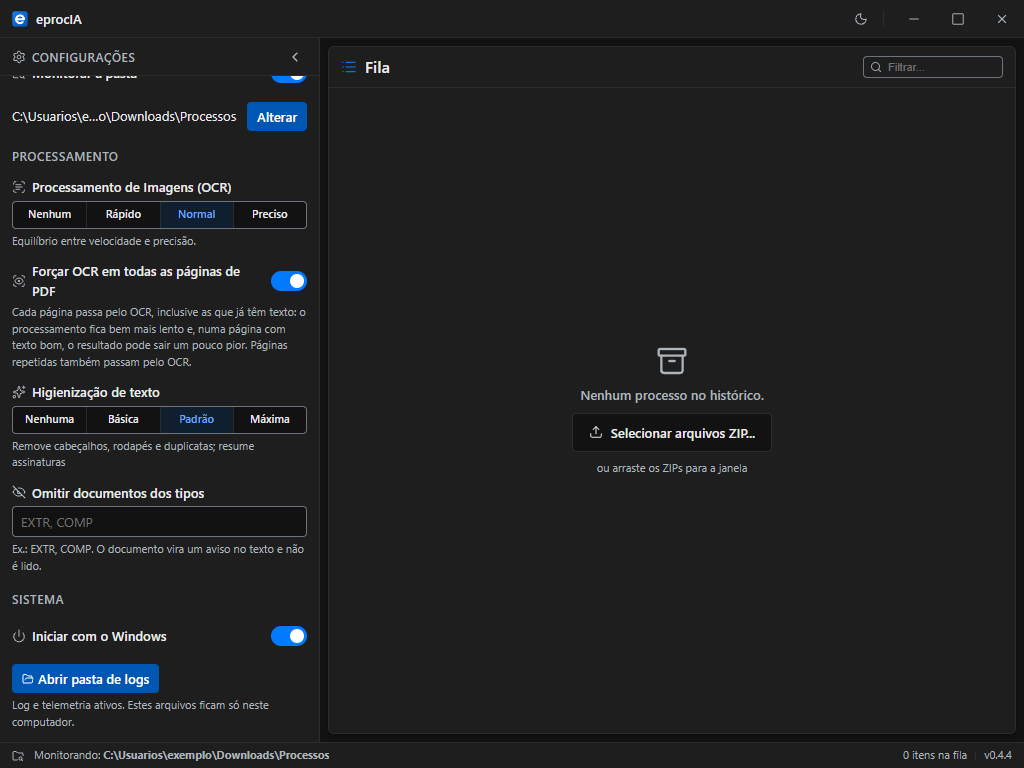 eprocIA
CONFIGURAÇÕES
Monitorar a pasta
C:\Usuarios\e...o\Downloads\Processos
Alterar
PROCESSAMENTO
Processamento de Imagens (OCR)
Nenhum Rápido Normal Preciso
Equilíbrio entre velocidade e precisão.
Forçar OCR em todas as páginas de
PDF
Cada página passa pelo OCR, inclusive as que já têm texto: o
processamento fica bem mais lento e, numa página com
texto bom, o resultado pode sair um pouco pior. Páginas
repetidas também passam pelo OCR.
Higienização de texto
Nenhuma Básica Padrão Máxima
Remove cabeçalhos, rodapés e duplicatas; resume
assinaturas
Omitir documentos dos tipos
EXTR, COMP
Ex.: EXTR, COMP. O documento vira um aviso no texto e não
é lido.
SISTEMA
Iniciar com o Windows
Abrir pasta de logs
Log e telemetria ativos. Estes arquivos ficam só neste
computador.
Fila
Filtrar...
Nenhum processo no histórico.
Selecionar arquivos ZIP...
ou arraste os ZIPs para a janela
Monitorando: C:\Usuarios\exemplo\Downloads\Processos
0 itens na fila
v0.4.4